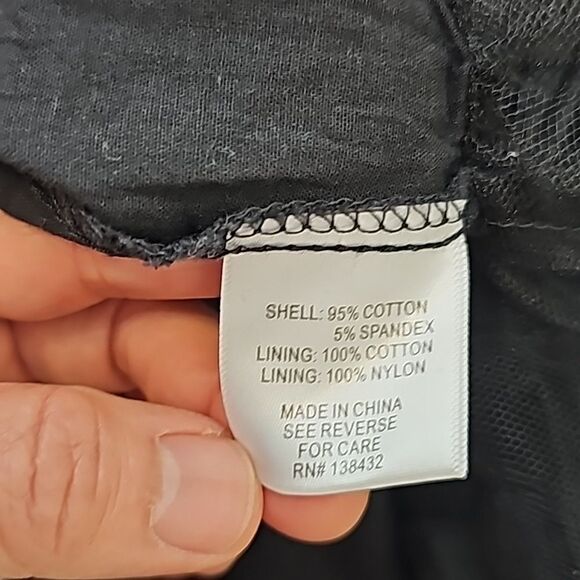 SHELL: 95% COTTON
5% SPANDEX
LINING: 100% COTTON
LINING: 100% NYLON
MADE IN CHINA
SEE REVERSE
FOR CARE
RN# 138432